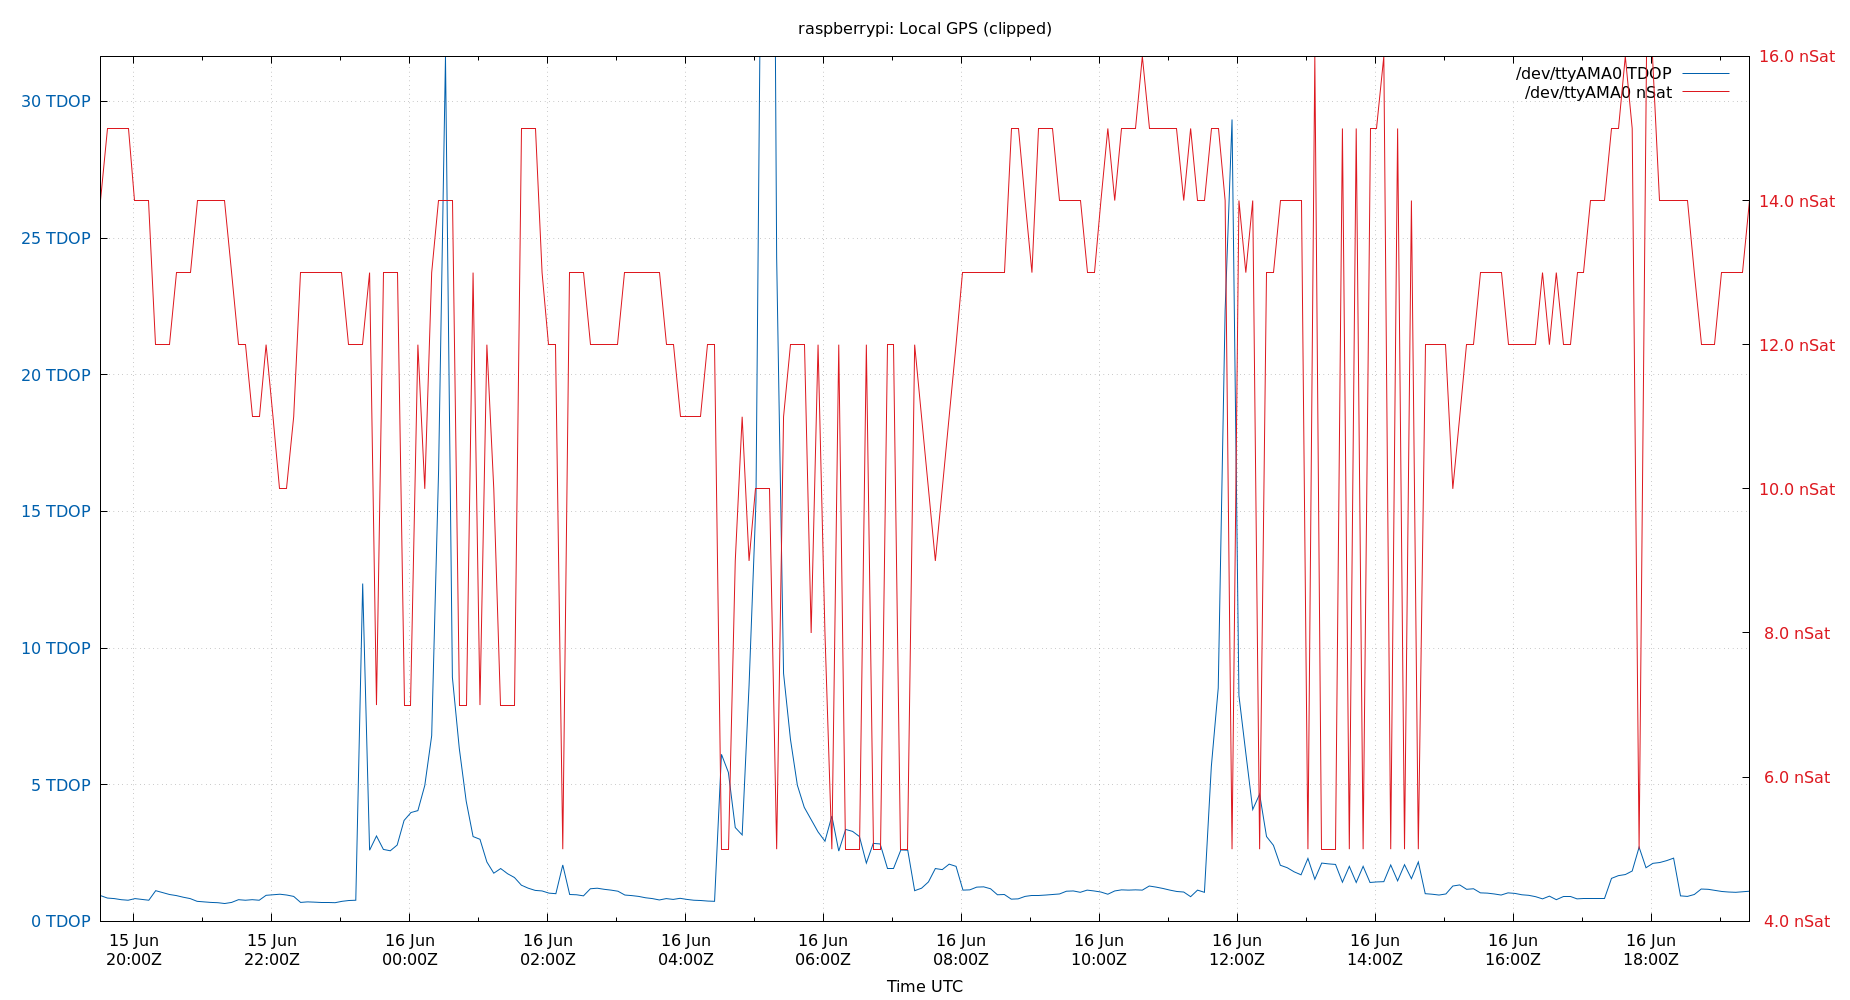 raspberrypi: Local GPS (clipped)
/dev/ttyAMA0 TDOP
/dev/ttyAMA0 nSat
30 TDOP
25 TDOP
20 TDOP
15 TDOP
10 TDOP
5 TDOP
0 TDOP
16.0 nSat
14.0 nSat
12.0 nSat
10.0 nSat
8.0 nSat
6.0 nSat
4.0 nSat
15 Jun 15 Jun 16 Jun 16 Jun 16 Jun 16 Jun 16 Jun 16 Jun 16 Jun 16 Jun 16 Jun 16 Jun
20:00Z 22:00Z 00:00Z 02:00Z 04:00Z 06:00Z 08:00Z 10:00Z 12:00Z 14:00Z 16:00Z 18:00Z
Time UTC